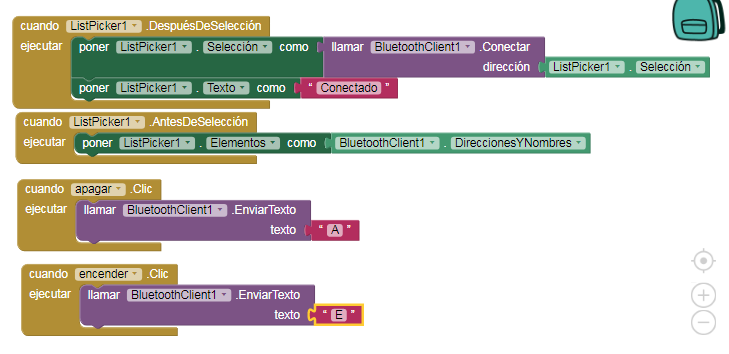 cuando ListPicker1 .DespuésDeSelección
ejecutar poner ListPicker1 . Selección como llamar BluetoothClient1 .Conectar
dirección ListPicker1 . Selección
poner ListPicker1 . Texto como " Conectado "
cuando ListPicker1 .AntesDeSelección
ejecutar poner ListPicker1 . Elementos como BluetoothClient1 . DireccionesYNombres
cuando apagar .Clic
ejecutar llamar BluetoothClient1 .EnviarTexto
texto " A "
cuando encender .Clic
ejecutar llamar BluetoothClient1 .EnviarTexto
texto " E "